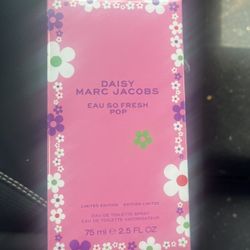 DAISY
MARC JACOBS
EAU SO FRESH
POP
LIMITED EDITION EDITION LIMITÉE
EAU DE TOILETTE SPRAY
EAU DE TOILETTE VAPORISATEUR
75 ml ℮ 2.5 FL OZ